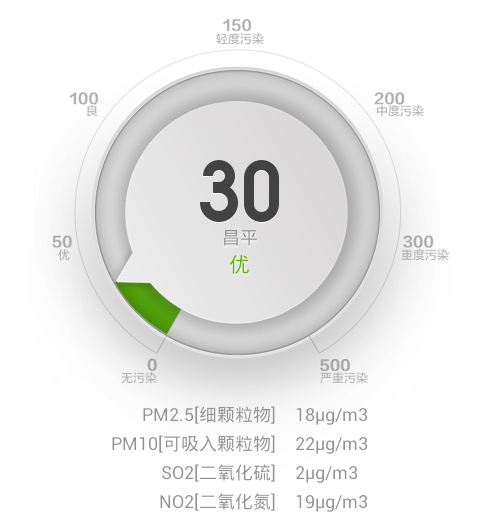 150
轻度污染
100
良
200
中度污染
30
昌平
优
50
优
300
重度污染
0
无污染
500
严重污染
PM2.5[细颗粒物] 18μg/m3
PM10[可吸入颗粒物] 22μg/m3
SO2[二氧化硫] 2μg/m3
NO2[二氧化氮] 19μg/m3